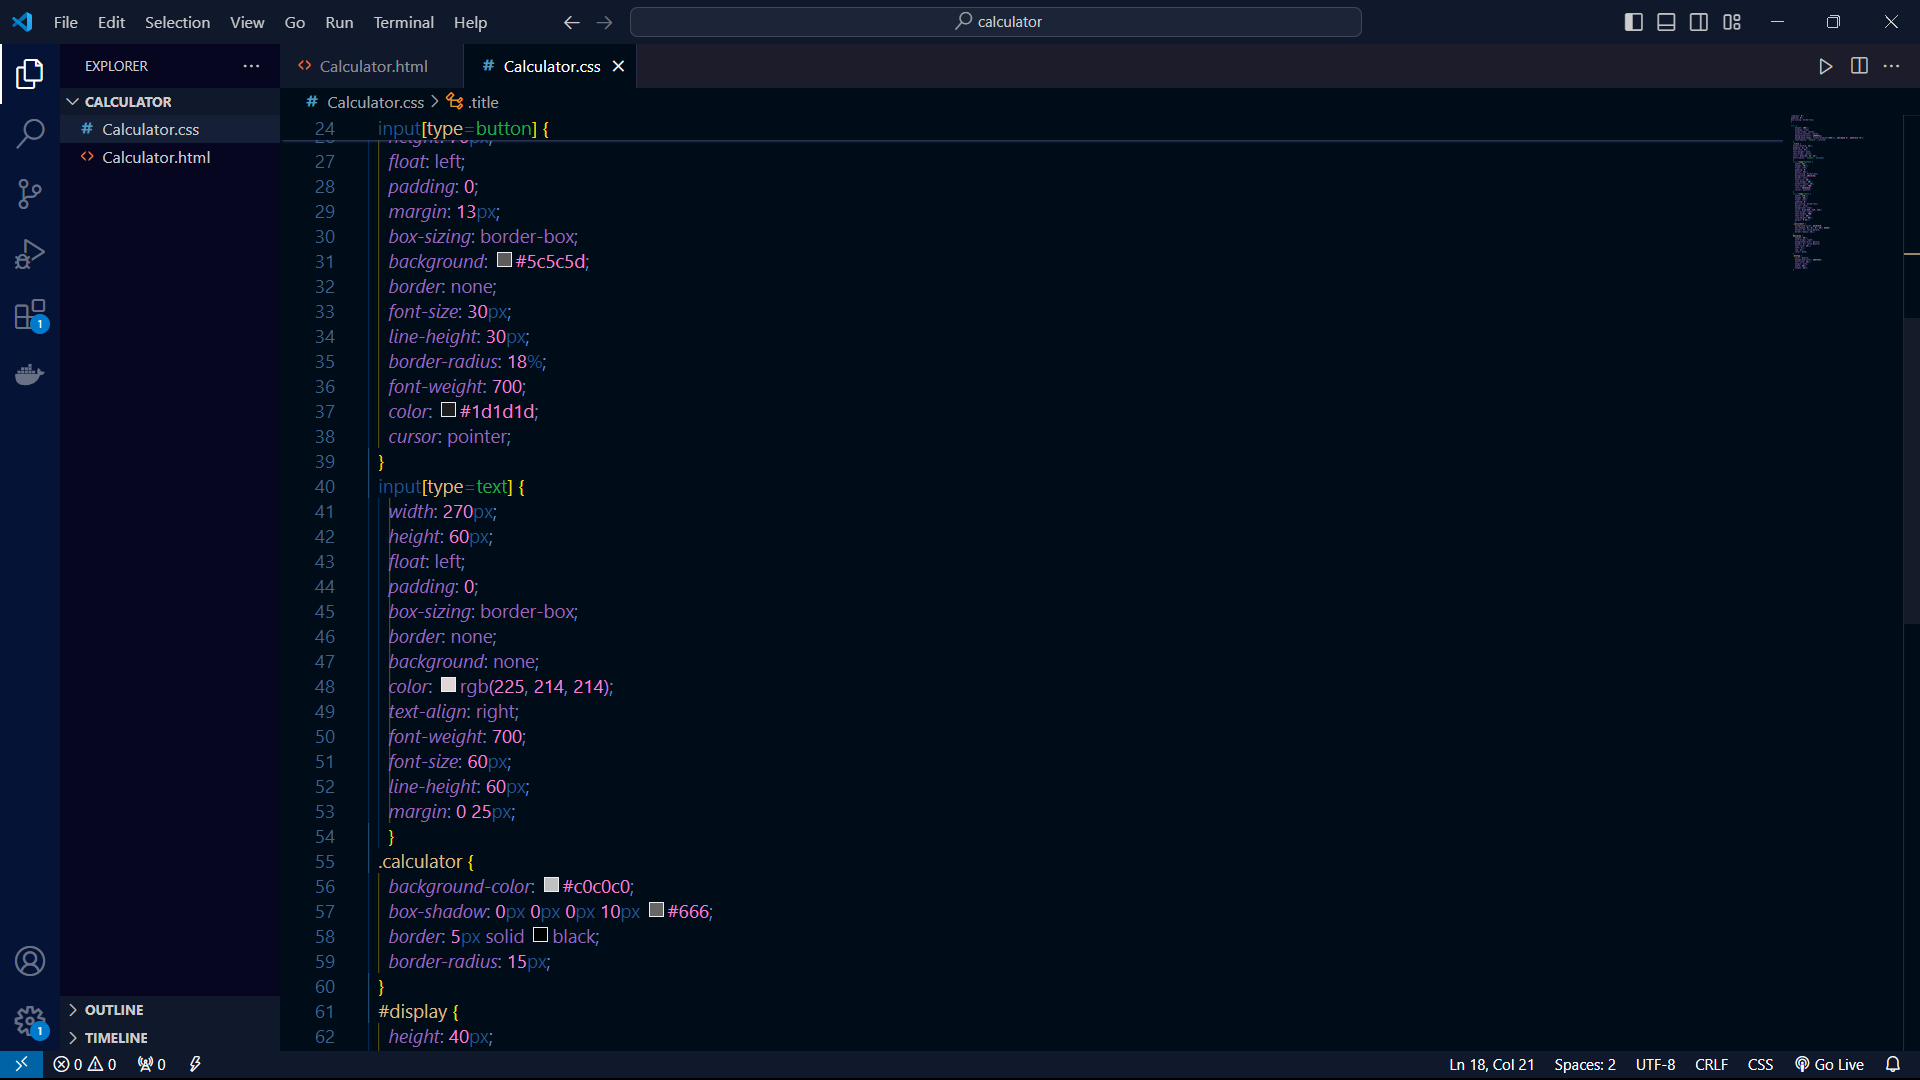 File Edit Selection View Go Run Terminal Help
calculator
EXPLORER
Calculator.html
# Calculator.css
CALCULATOR
# Calculator.css
Calculator.html
# Calculator.css > .title
24 input[type=button] {
27 float: left;
28 padding: 0;
29 margin: 13px;
30 box-sizing: border-box;
31 background: #5c5c5d;
32 border: none;
33 font-size: 30px;
34 line-height: 30px;
35 border-radius: 18%;
36 font-weight: 700;
37 color: #1d1d1d;
38 cursor: pointer;
39 }
40 input[type=text] {
41 width: 270px;
42 height: 60px;
43 float: left;
44 padding: 0;
45 box-sizing: border-box;
46 border: none;
47 background: none;
48 color: rgb(225, 214, 214);
49 text-align: right;
50 font-weight: 700;
51 font-size: 60px;
52 line-height: 60px;
53 margin: 0 25px;
54 }
55 .calculator {
56 background-color: #c0c0c0;
57 box-shadow: 0px 0px 0px 10px #666;
58 border: 5px solid black;
59 border-radius: 15px;
60 }
61 #display {
62 height: 40px;
1
1
OUTLINE
TIMELINE
0 0 0
Ln 18, Col 21 Spaces: 2 UTF-8 CRLF CSS Go Live